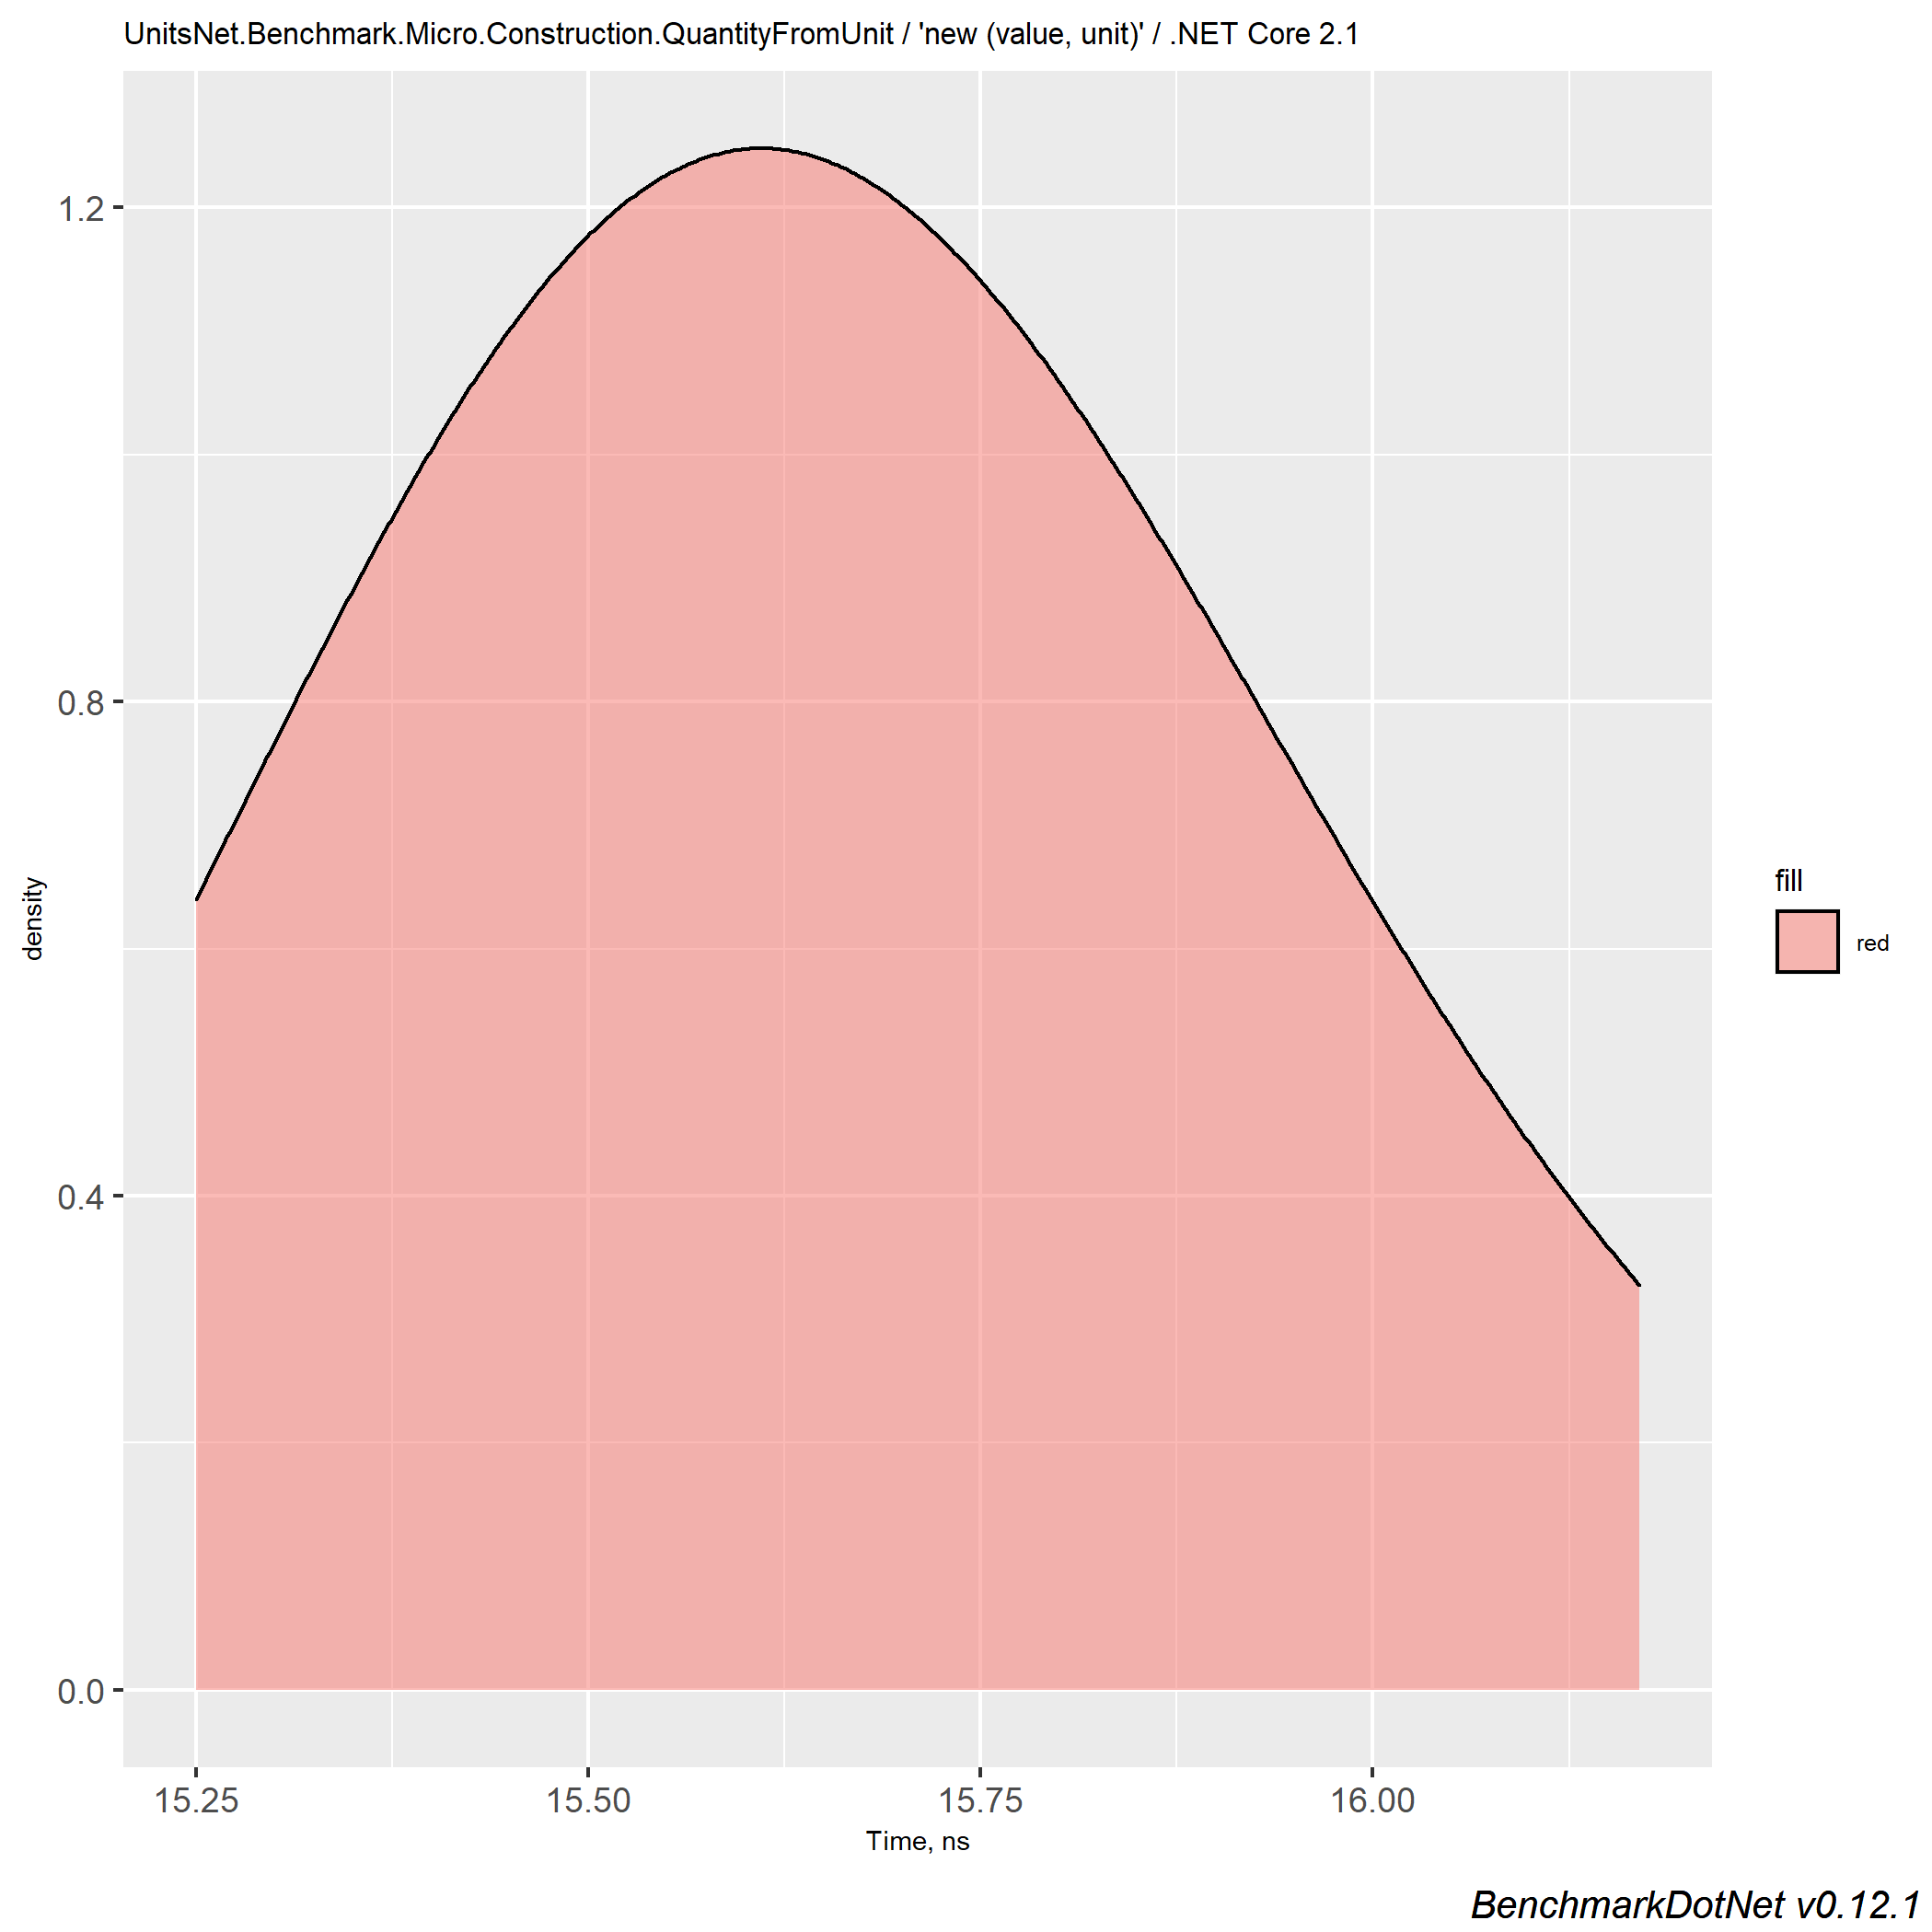 UnitsNet.Benchmark.Micro.Construction.QuantityFromUnit / 'new (value, unit)' / .NET Core 2.1
1.2
0.8
0.4
0.0
density
15.25 15.50 15.75 16.00
Time, ns
fill
red
BenchmarkDotNet v0.12.1